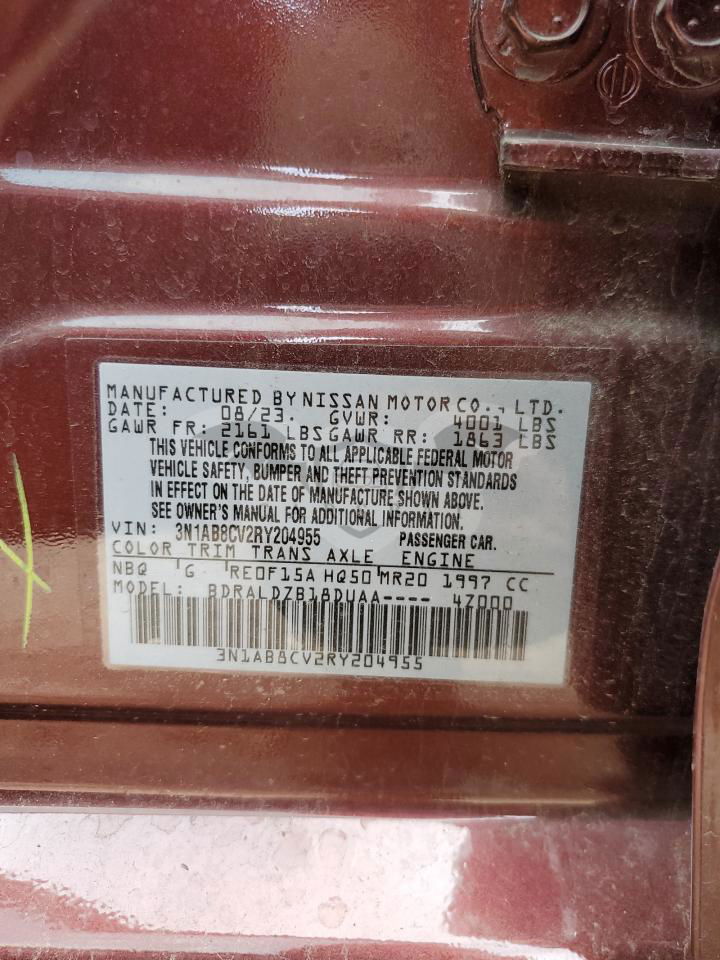 MANUFACTURED BY NISSAN MOTOR CO., LTD.
DATE: 08/23. GVWR: 4001 LBS
GAWR FR: 2161 LBS GAWR RR: 1863 LBS
THIS VEHICLE CONFORMS TO ALL APPLICABLE FEDERAL MOTOR
VEHICLE SAFETY, BUMPER AND THEFT PREVENTION STANDARDS
IN EFFECT ON THE DATE OF MANUFACTURE SHOWN ABOVE.
SEE OWNER'S MANUAL FOR ADDITIONAL INFORMATION.
VIN: 3N1AB8CV2RY204955 PASSENGER CAR.
COLOR TRIM TRANS AXLE ENGINE
NBQ G RE0F15A HQ50 MR20 1997 CC
MODEL: BDRALDZB18DUAA---- 4Z000
3N1AB8CV2RY204955